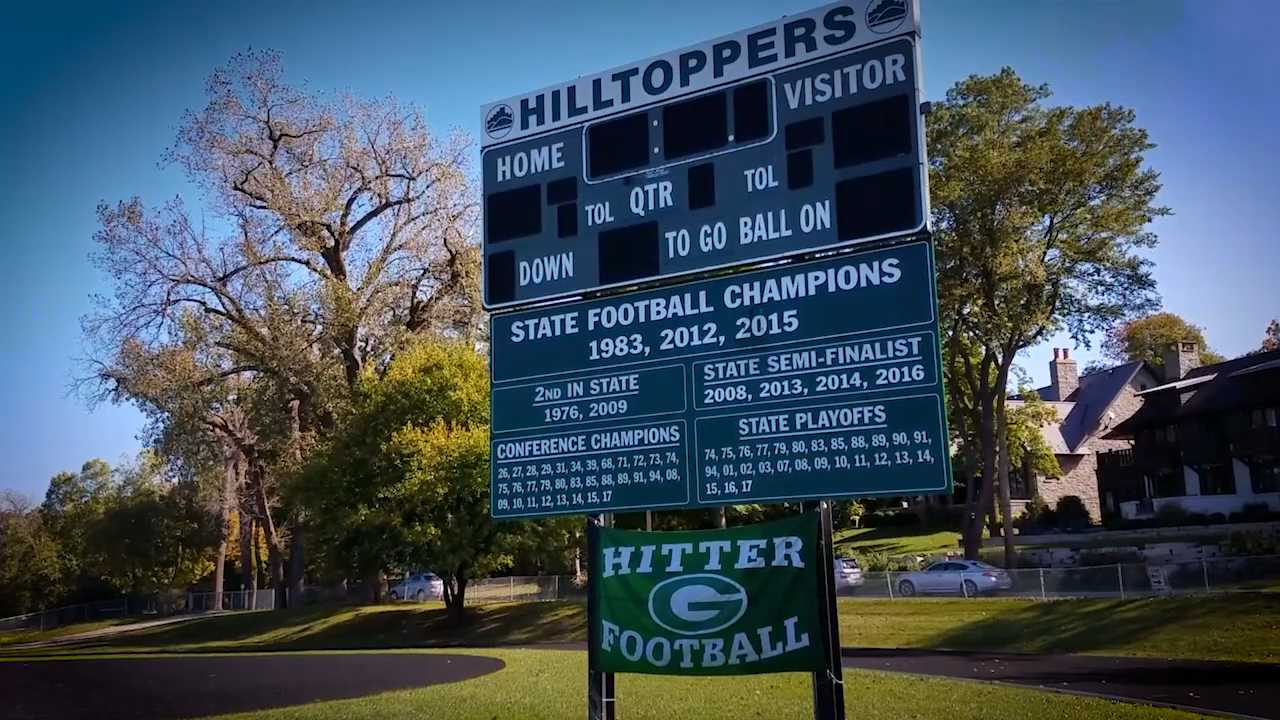 HILLTOPPERS
HOME
VISITOR
TOL QTR TOL
DOWN TO GO BALL ON
STATE FOOTBALL CHAMPIONS
1983, 2012, 2015
2ND IN STATE
1976, 2009
STATE SEMI-FINALIST
2008, 2013, 2014, 2016
CONFERENCE CHAMPIONS
26, 27, 28, 29, 31, 34, 39, 68, 71, 72, 73, 74,
75, 76, 77, 79, 80, 83, 85, 88, 89, 91, 94, 08,
09, 10, 11, 12, 13, 14, 15, 17
STATE PLAYOFFS
74, 75, 76, 77, 79, 80, 83, 85, 88, 89, 90, 91,
94, 01, 02, 03, 07, 08, 09, 10, 11, 12, 13, 14,
15, 16, 17
HITTER
G
FOOTBALL